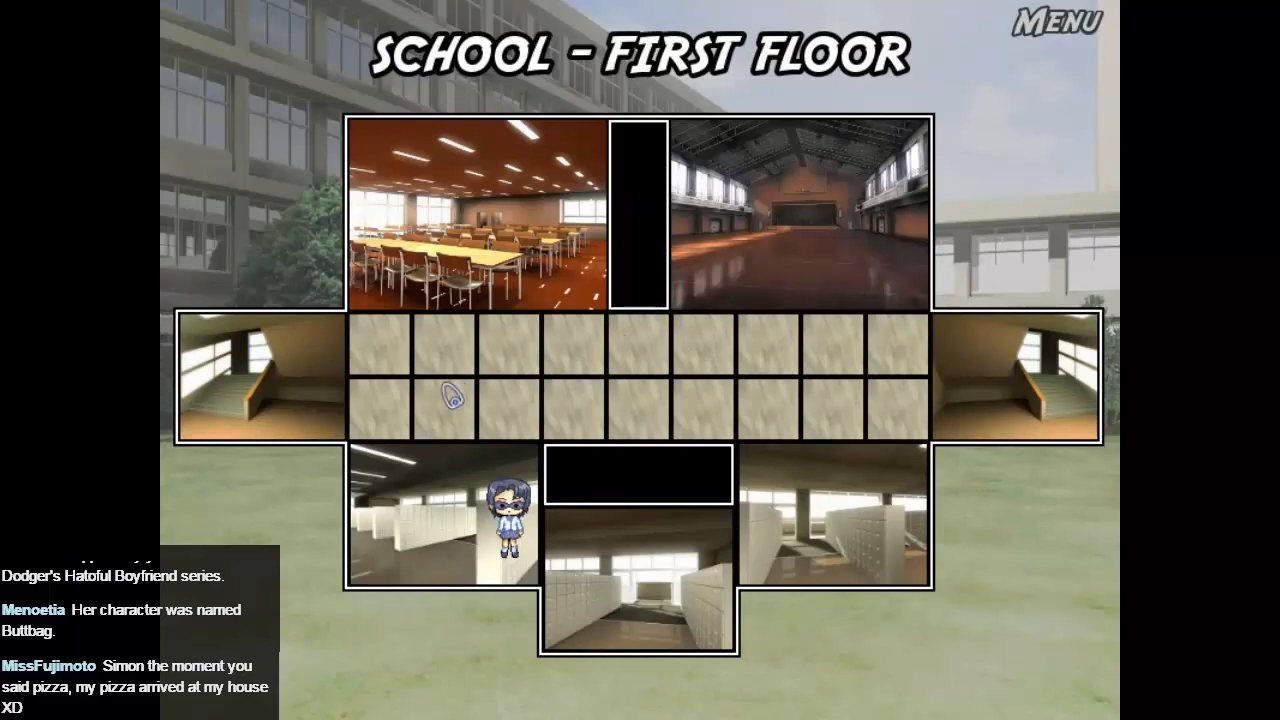 MENU
SCHOOL - FIRST FLOOR
Dodger's Hatoful Boyfriend series.
Menoetia Her character was named
Buttbag.
MissFujimoto Simon the moment you
said pizza, my pizza arrived at my house
XD